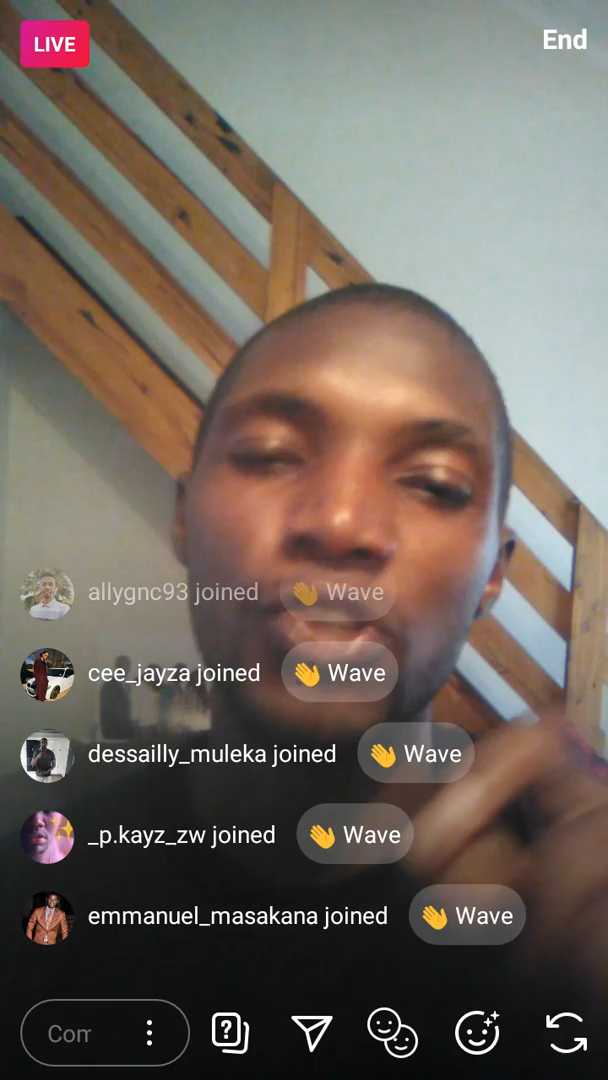 LIVE
End
allygnc93 joined 👋 Wave
cee_jayza joined 👋 Wave
dessailly_muleka joined 👋 Wave
_p.kayz_zw joined 👋 Wave
emmanuel_masakana joined 👋 Wave
Com